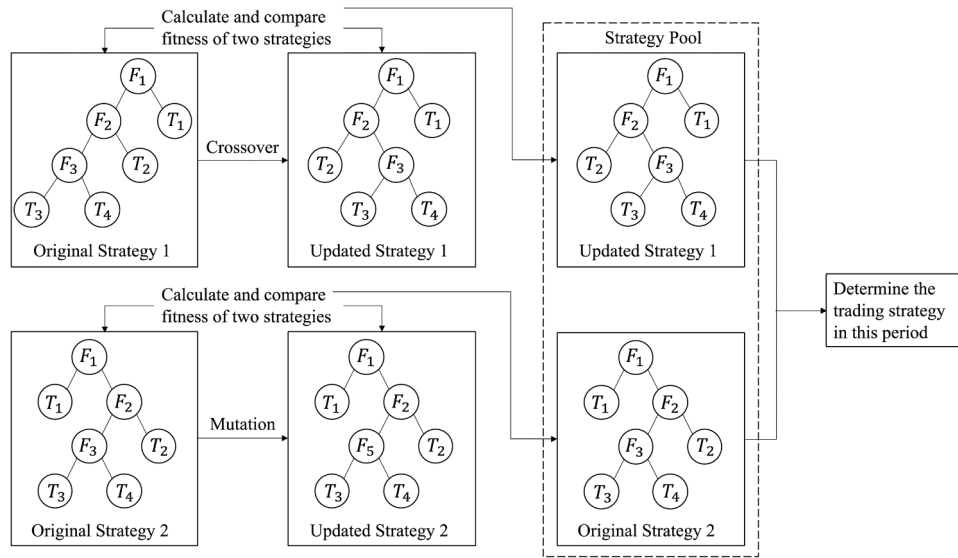 Calculate and compare
fitness of two strategies
Strategy Pool
F1
F2
T1
F3
T2
T3
T4
Original Strategy 1
Crossover
F1
F2
T1
T2
F3
T3
T4
Updated Strategy 1
F1
F2
T1
T2
F3
T3
T4
Updated Strategy 1
Calculate and compare
fitness of two strategies
Determine the
trading strategy
in this period
F1
T1
F2
F3
T2
T3
T4
Original Strategy 2
Mutation
F1
T1
F2
F5
T2
T3
T4
Updated Strategy 2
F1
T1
F2
F3
T2
T3
T4
Original Strategy 2